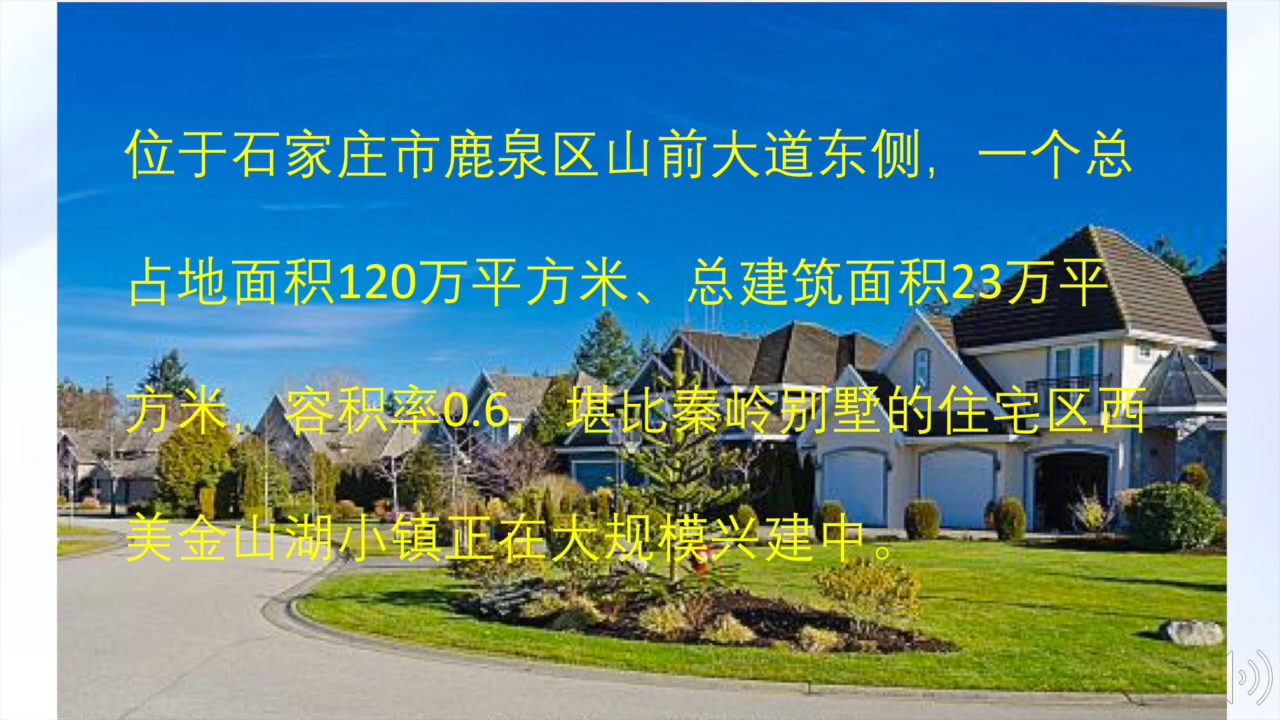 位于石家庄市鹿泉区山前大道东侧，一个总
占地面积120万平方米、总建筑面积23万平
方米，容积率0.6，堪比秦岭别墅的住宅区西
美金山湖小镇正在大规模兴建中。